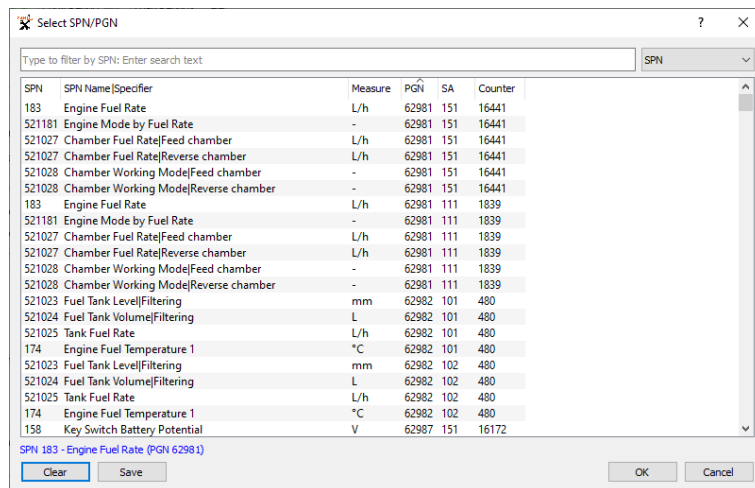 Select SPN/PGN ? ×
Type to filter by SPN: Enter search text SPN
SPN SPN Name|Specifier Measure PGN SA Counter
183 Engine Fuel Rate L/h 62981 151 16441
521181 Engine Mode by Fuel Rate - 62981 151 16441
521027 Chamber Fuel Rate|Feed chamber L/h 62981 151 16441
521027 Chamber Fuel Rate|Reverse chamber L/h 62981 151 16441
521028 Chamber Working Mode|Feed chamber - 62981 151 16441
521028 Chamber Working Mode|Reverse chamber - 62981 151 16441
183 Engine Fuel Rate L/h 62981 111 1839
521181 Engine Mode by Fuel Rate - 62981 111 1839
521027 Chamber Fuel Rate|Feed chamber L/h 62981 111 1839
521027 Chamber Fuel Rate|Reverse chamber L/h 62981 111 1839
521028 Chamber Working Mode|Feed chamber - 62981 111 1839
521028 Chamber Working Mode|Reverse chamber - 62981 111 1839
521023 Fuel Tank Level|Filtering mm 62982 101 480
521024 Fuel Tank Volume|Filtering L 62982 101 480
521025 Tank Fuel Rate L/h 62982 101 480
174 Engine Fuel Temperature 1 °C 62982 101 480
521023 Fuel Tank Level|Filtering mm 62982 102 480
521024 Fuel Tank Volume|Filtering L 62982 102 480
521025 Tank Fuel Rate L/h 62982 102 480
174 Engine Fuel Temperature 1 °C 62982 102 480
158 Key Switch Battery Potential V 62987 151 16172
SPN 183 - Engine Fuel Rate (PGN 62981)
Clear Save OK Cancel